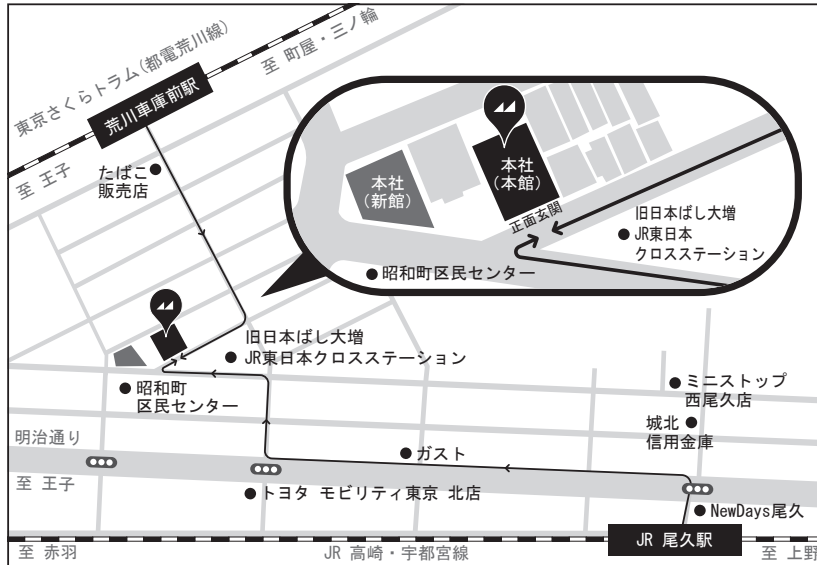 東京さくらトラム(都電荒川線)
至 町屋・三ノ輪
荒川車庫前駅
至 王子
たばこ
販売店
本社
(新館)
本社
(本館)
正面玄関
旧日本ばし大増
JR東日本
クロスステーション
昭和町区民センター
旧日本ばし大増
JR東日本クロスステーション
昭和町
区民センター
ミニストップ
西尾久店
城北
信用金庫
明治通り
ガスト
至 王子
トヨタ モビリティ東京 北店
NewDays尾久
JR 尾久駅
至 赤羽
JR 高崎・宇都宮線
至 上野